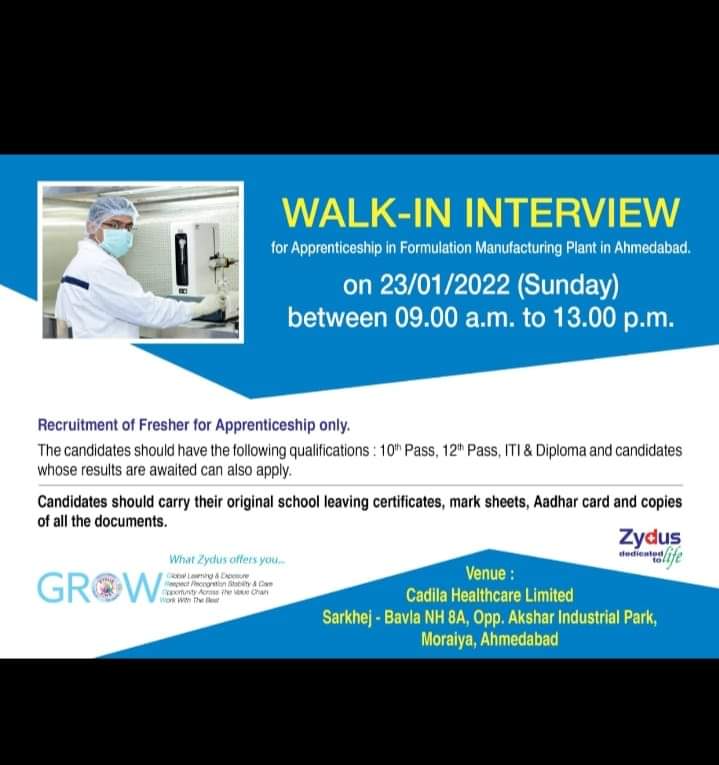 WALK-IN INTERVIEW
for Apprenticeship in Formulation Manufacturing Plant in Ahmedabad.
on 23/01/2022 (Sunday)
between 09.00 a.m. to 13.00 p.m.
Recruitment of Fresher for Apprenticeship only.
The candidates should have the following qualifications : 10th Pass, 12th Pass, ITI & Diploma and candidates
whose results are awaited can also apply.
Candidates should carry their original school leaving certificates, mark sheets, Aadhar card and copies
of all the documents.
What Zydus offers you...
GROW
Global Learning & Exposure
Respect Recognition Stability & Care
Opportunity Across The Value Chain
Work With The Best
Zydus
dedicated
to life
Venue :
Cadila Healthcare Limited
Sarkhej - Bavla NH 8A, Opp. Akshar Industrial Park,
Moraiya, Ahmedabad